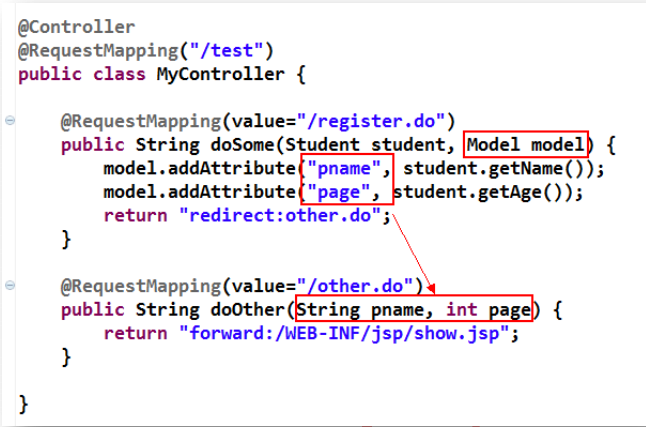 @Controller
@RequestMapping("/test")
public class MyController {
@RequestMapping(value="/register.do")
public String doSome(Student student, Model model) {
model.addAttribute("pname", student.getName());
model.addAttribute("page", student.getAge());
return "redirect:other.do";
}
@RequestMapping(value="/other.do")
public String doOther(String pname, int page) {
return "forward:/WEB-INF/jsp/show.jsp";
}
}